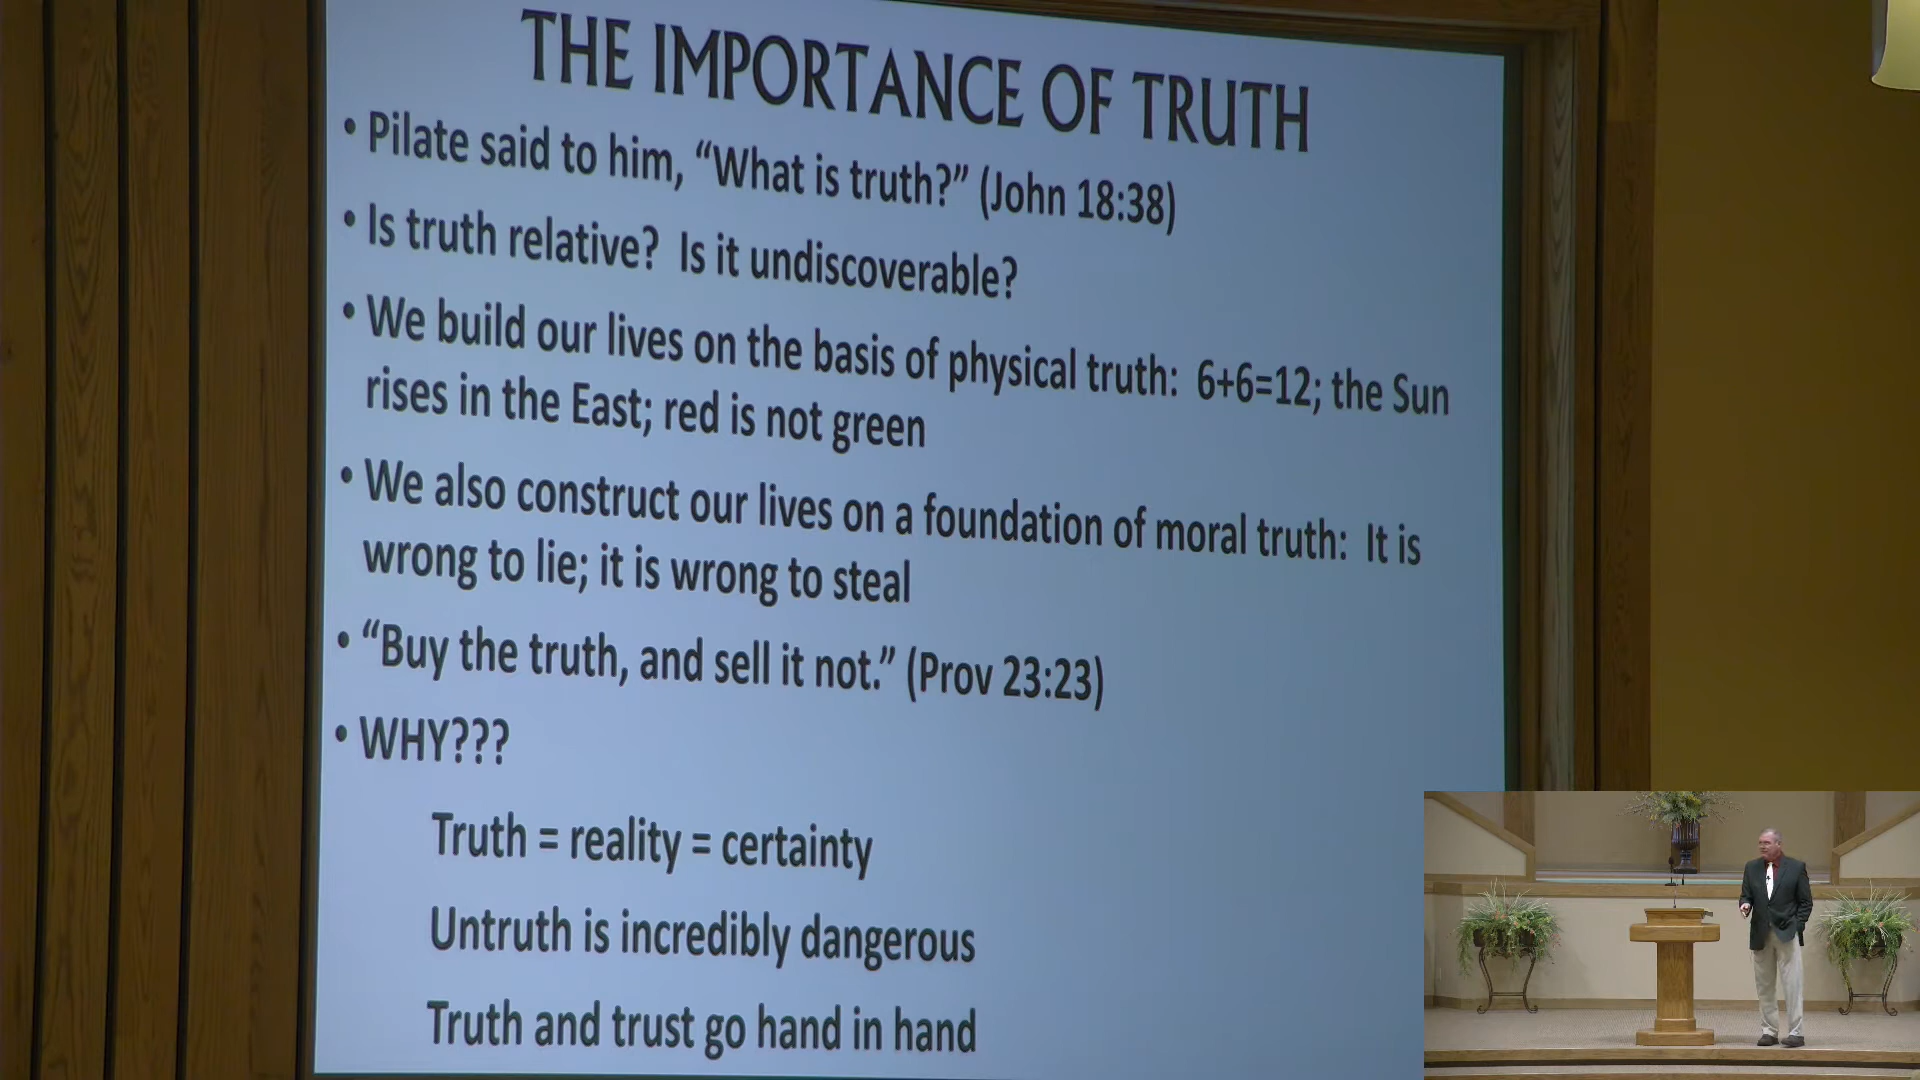 THE IMPORTANCE OF TRUTH
• Pilate said to him, “What is truth?” (John 18:38)
• Is truth relative?  Is it undiscoverable?
• We build our lives on the basis of physical truth:  6+6=12; the Sun
rises in the East; red is not green
• We also construct our lives on a foundation of moral truth:  It is
wrong to lie; it is wrong to steal
• “Buy the truth, and sell it not.” (Prov 23:23)
• WHY???
Truth = reality = certainty
Untruth is incredibly dangerous
Truth and trust go hand in hand